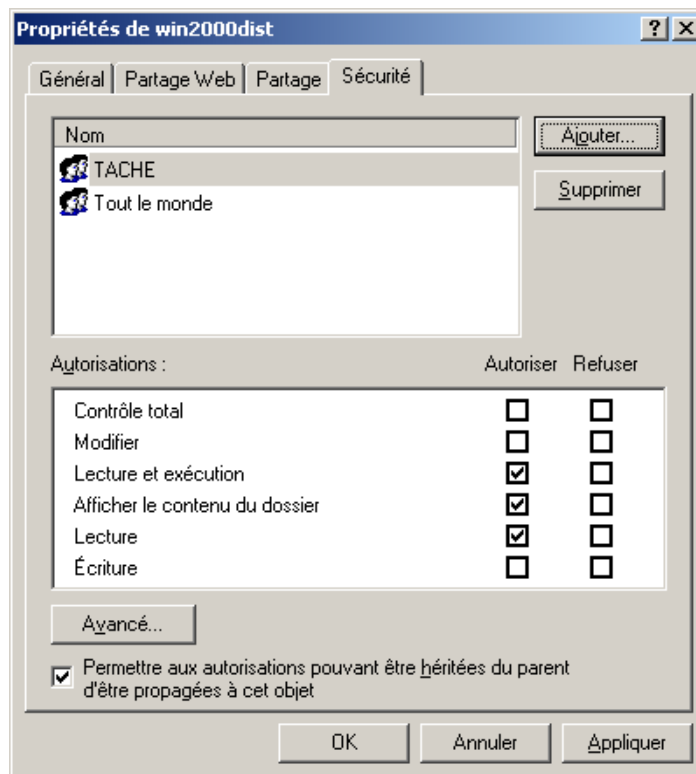 Propriétés de win2000dist
Général Partage Web Partage Sécurité
Nom
TACHE
Tout le monde
Ajouter...
Supprimer
Autorisations : Autoriser Refuser
Contrôle total
Modifier
Lecture et exécution
Afficher le contenu du dossier
Lecture
Écriture
Avancé...
Permettre aux autorisations pouvant être héritées du parent
d'être propagées à cet objet
OK Annuler Appliquer